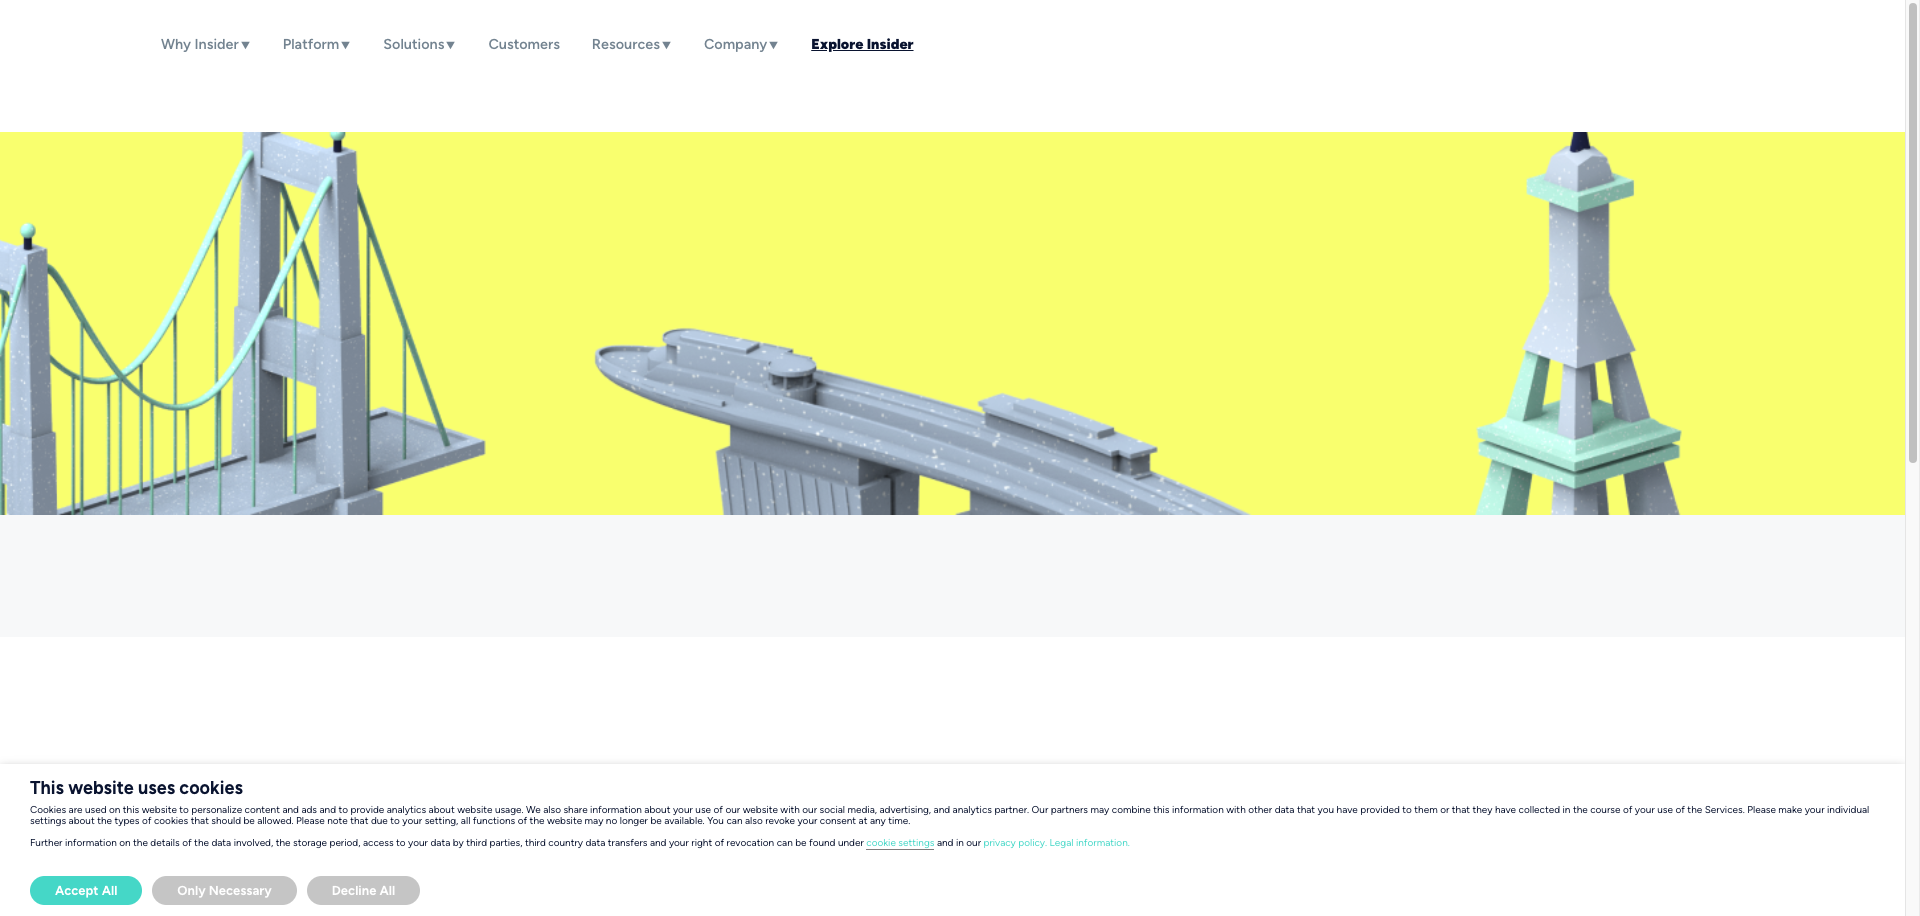 Why Insider▼ Platform▼ Solutions▼ Customers Resources▼ Company▼ Explore Insider
This website uses cookies
Cookies are used on this website to personalize content and ads and to provide analytics about website usage. We also share information about your use of our website with our social media, advertising, and analytics partner. Our partners may combine this information with other data that you have provided to them or that they have collected in the course of your use of the Services. Please make your individual
settings about the types of cookies that should be allowed. Please note that due to your setting, all functions of the website may no longer be available. You can also revoke your consent at any time.
Further information on the details of the data involved, the storage period, access to your data by third parties, third country data transfers and your right of revocation can be found under cookie settings and in our privacy policy. Legal information.
Accept All Only Necessary Decline All